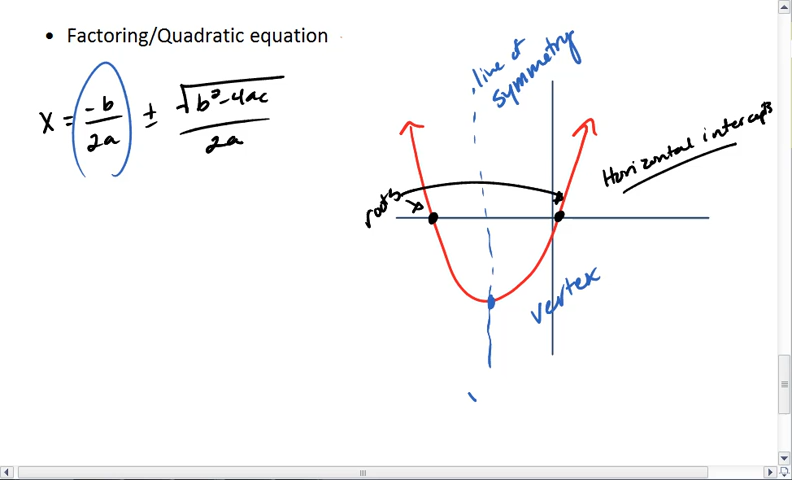 • Factoring/Quadratic equation
x = -b/2a ± √b²-4ac/2a
line of
symmetry
Horizontal intercepts
roots
vertex